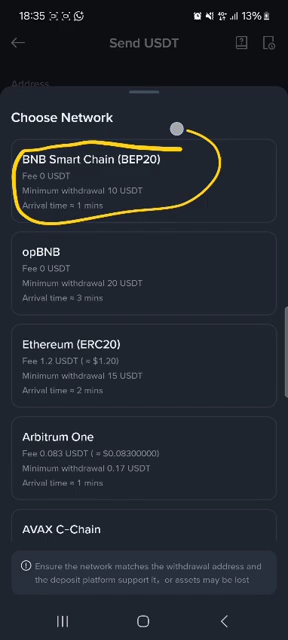 18:35
13%
Send USDT
Address
Choose Network
BNB Smart Chain (BEP20)
Fee 0 USDT
Minimum withdrawal 10 USDT
Arrival time ≈ 1 mins
opBNB
Fee 0 USDT
Minimum withdrawal 20 USDT
Arrival time ≈ 3 mins
Ethereum (ERC20)
Fee 1.2 USDT ( ≈ $1.20)
Minimum withdrawal 15 USDT
Arrival time ≈ 2 mins
Arbitrum One
Fee 0.083 USDT ( ≈ $0.08300000)
Minimum withdrawal 0.17 USDT
Arrival time ≈ 1 mins
AVAX C-Chain
Ensure the network matches the withdrawal address and
the deposit platform support it, or assets may be lost